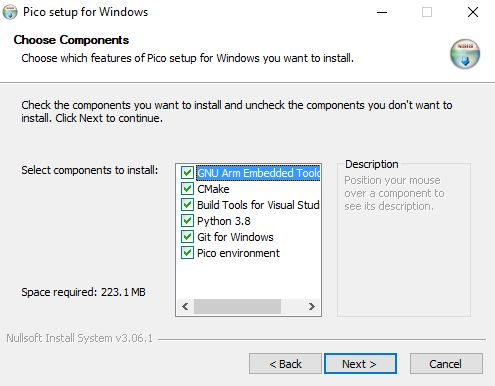 Pico setup for Windows
Choose Components
Choose which features of Pico setup for Windows you want to install.
Check the components you want to install and uncheck the components you don't want to
install. Click Next to continue.
Select components to install:
GNU Arm Embedded Toolc
CMake
Build Tools for Visual Stud
Python 3.8
Git for Windows
Pico environment
Description
Position your mouse
over a component to
see its description.
Space required: 223.1 MB
Nullsoft Install System v3.06.1
< Back
Next >
Cancel